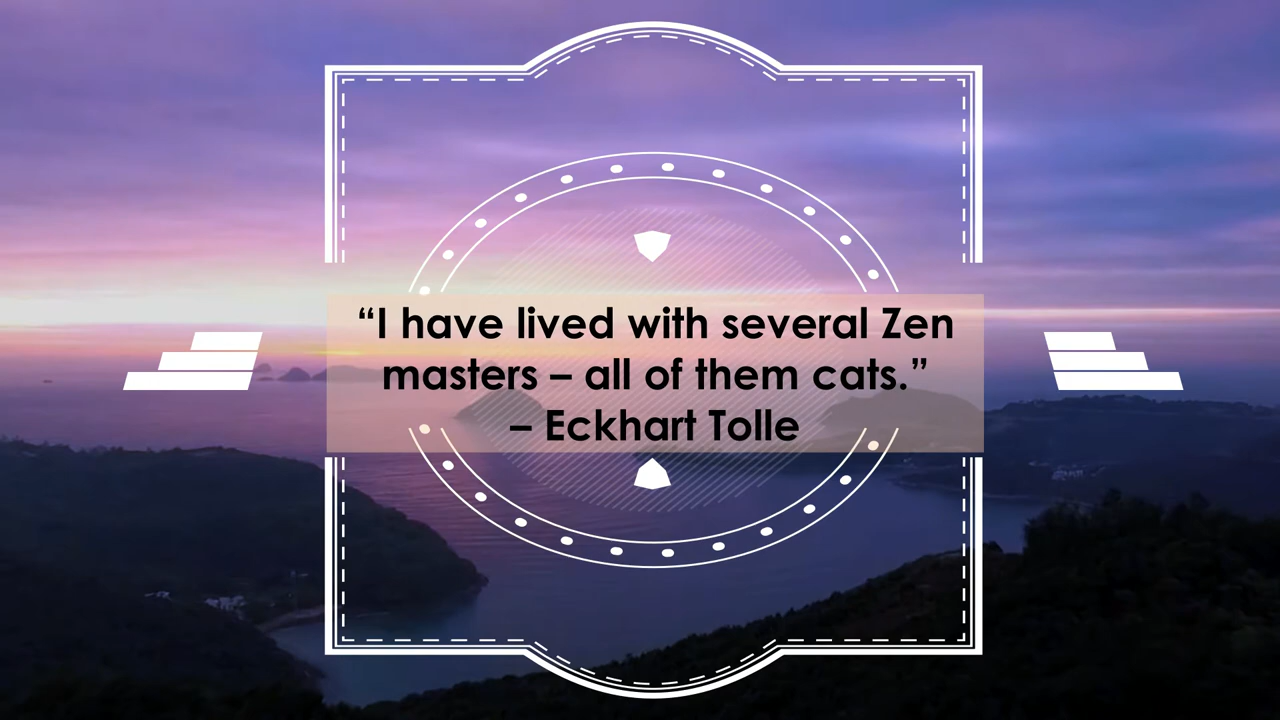 “I have lived with several Zen
masters – all of them cats.”
– Eckhart Tolle